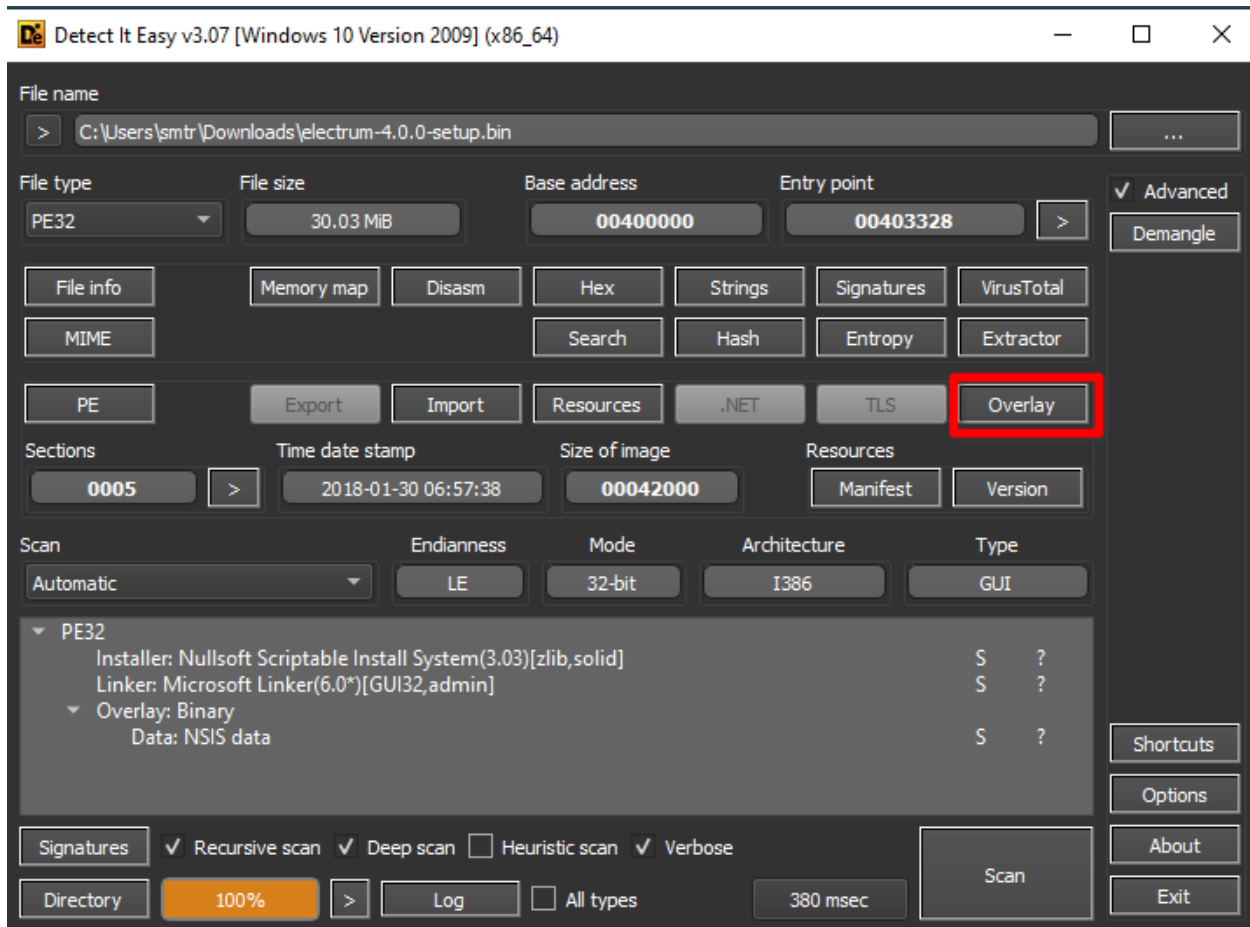 Detect It Easy v3.07 [Windows 10 Version 2009] (x86_64)
File name
> C:\Users\smtr\Downloads\electrum-4.0.0-setup.bin ...
File type File size Base address Entry point Advanced
PE32 30.03 MiB 00400000 00403328 > Demangle
File info Memory map Disasm Hex Strings Signatures VirusTotal
MIME Search Hash Entropy Extractor
PE Export Import Resources .NET TLS Overlay
Sections Time date stamp Size of image Resources
0005 > 2018-01-30 06:57:38 00042000 Manifest Version
Scan Endianness Mode Architecture Type
Automatic LE 32-bit I386 GUI
PE32
Installer: Nullsoft Scriptable Install System(3.03)[zlib,solid] S ?
Linker: Microsoft Linker(6.0*)[GUI32,admin] S ?
Overlay: Binary
Data: NSIS data S ?
Shortcuts
Options
Signatures Recursive scan Deep scan Heuristic scan Verbose Scan About
Directory 100% > Log All types 380 msec Exit